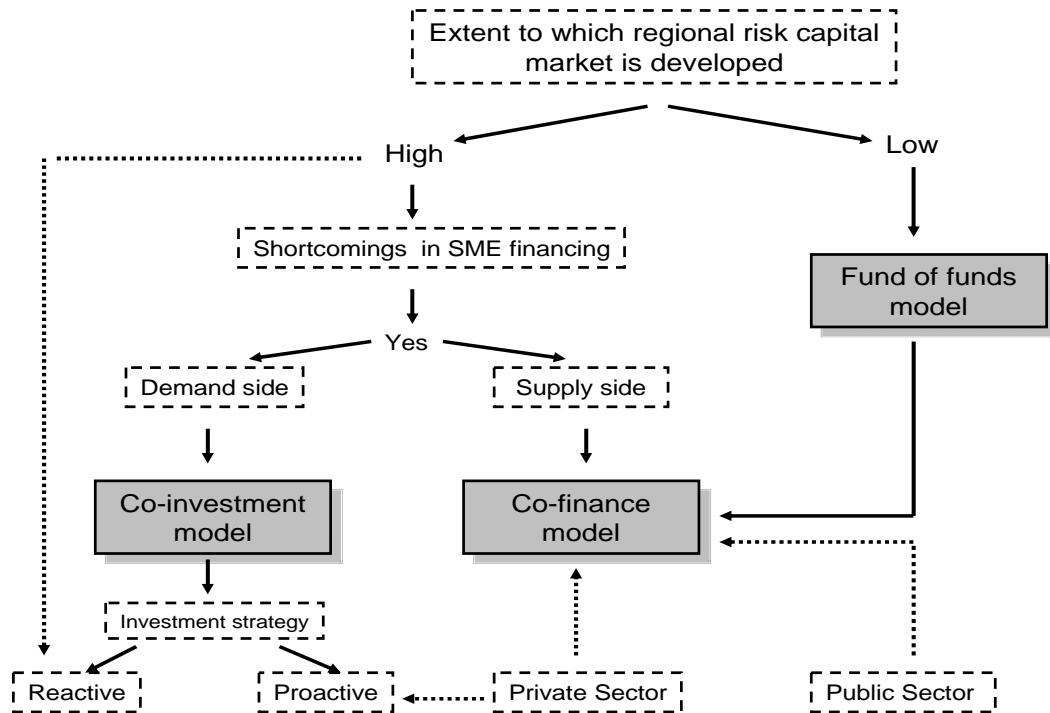 Extent to which regional risk capital
market is developed
High
Low
Shortcomings in SME financing
Fund of funds
model
Yes
Demand side
Supply side
Co-investment
model
Co-finance
model
Investment strategy
Reactive
Proactive
Private Sector
Public Sector